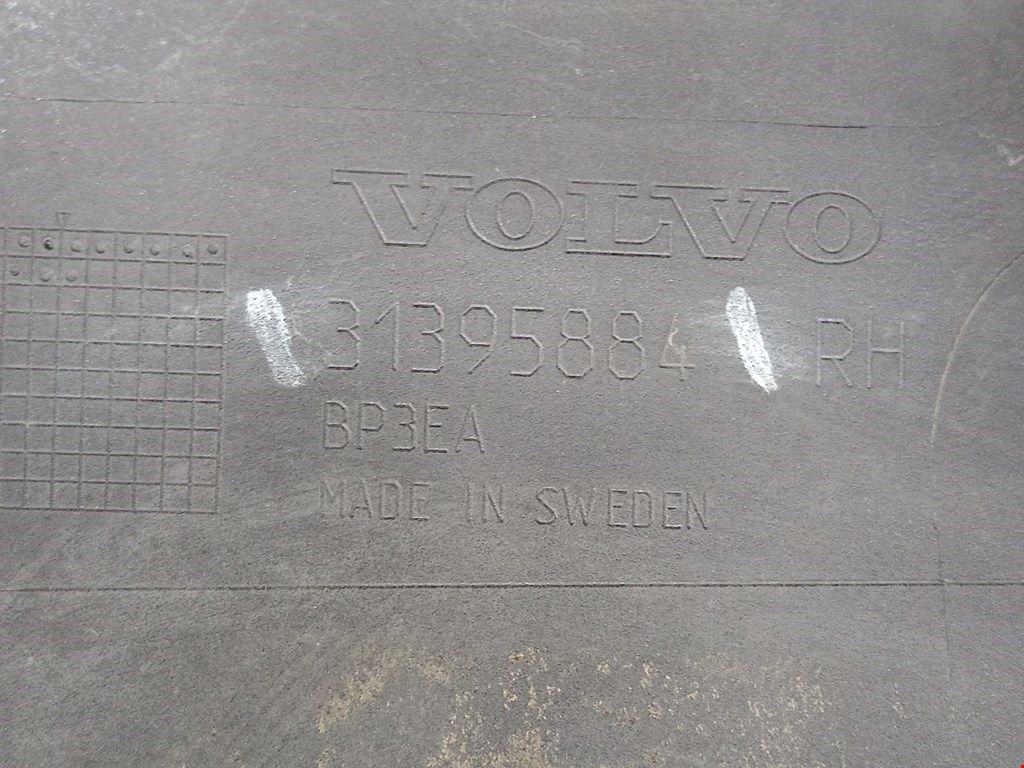 VOLVO
31395884 RH
BP3EA
MADE IN SWEDEN